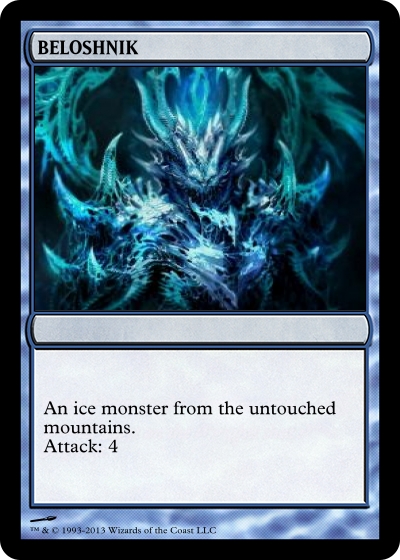 BELOSHNIK
An ice monster from the untouched
mountains.
Attack: 4
™ & © 1993-2013 Wizards of the Coast LLC